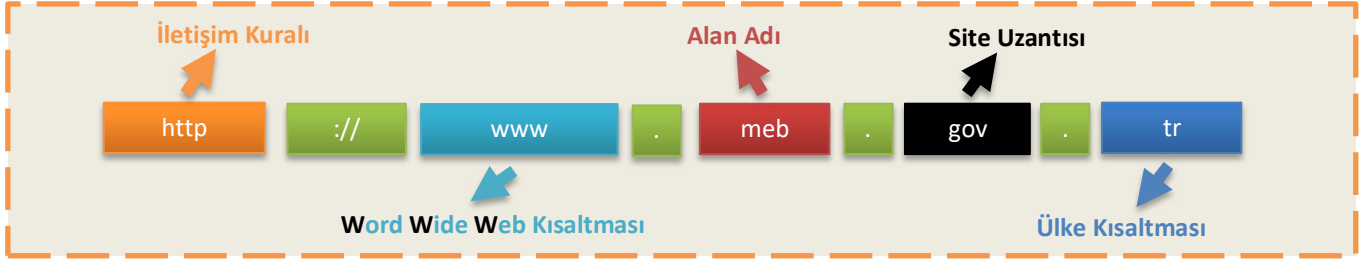 İletişim Kuralı Alan Adı Site Uzantısı
http :// www . meb . gov . tr
Word Wide Web Kısaltması Ülke Kısaltması